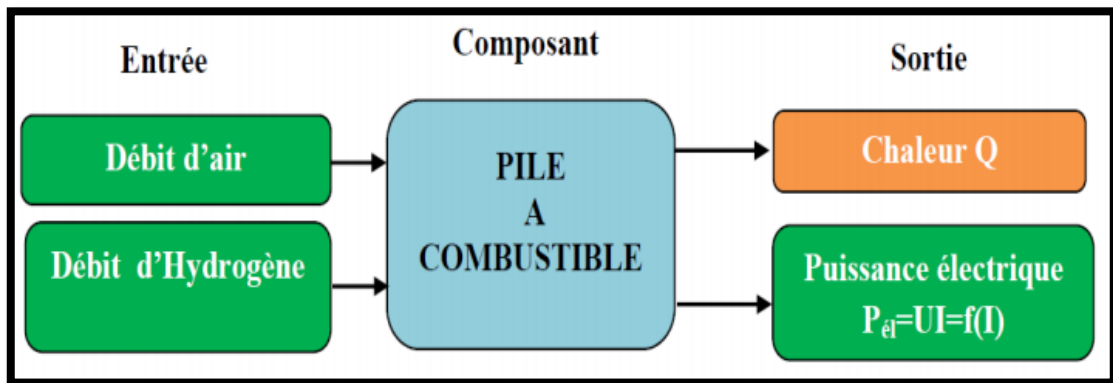 Entrée
Composant
Sortie
Débit d'air
Débit d'Hydrogène
PILE
A
COMBUSTIBLE
Chaleur Q
Puissance électrique
Pél=UI=f(I)